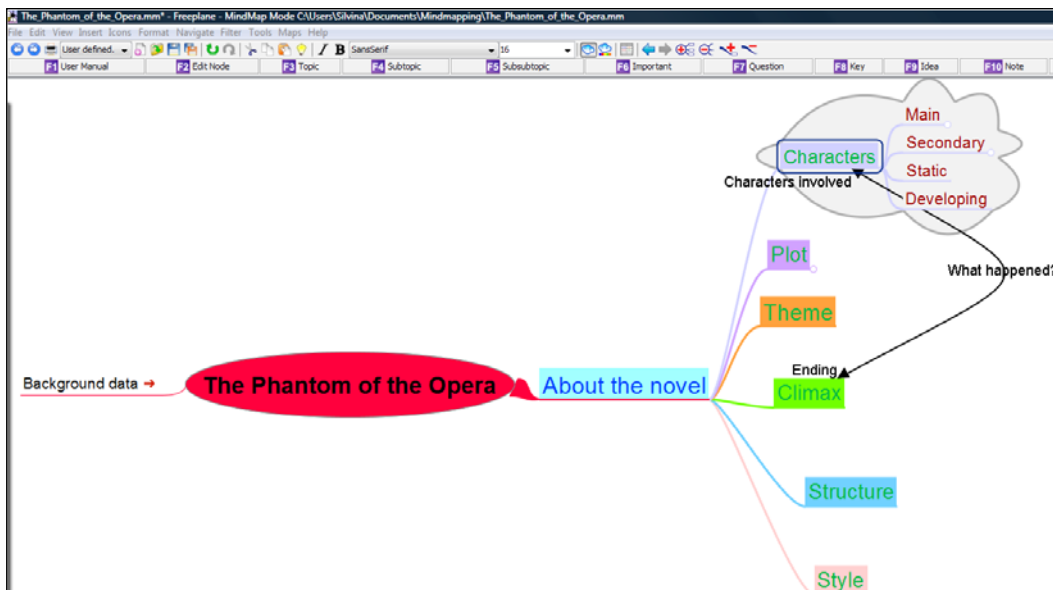 The_Phantom_of_the_Opera.mm* - Freeplane - MindMap Mode C:\Users\Silvina\Documents\Mindmapping\The_Phantom_of_the_Opera.mm
File Edit View Insert Icons Format Navigate Filter Tools Maps Help
User defined. SansSerif 16
F1 User Manual F2 Edit Node F3 Topic F4 Subtopic F5 Subsubtopic F6 Important F7 Question F8 Key F9 Idea F10 Note
Main
Secondary
Characters
Static
Characters involved
Developing
Plot
What happened?
Theme
Ending
Background data
The Phantom of the Opera
About the novel
Climax
Structure
Style